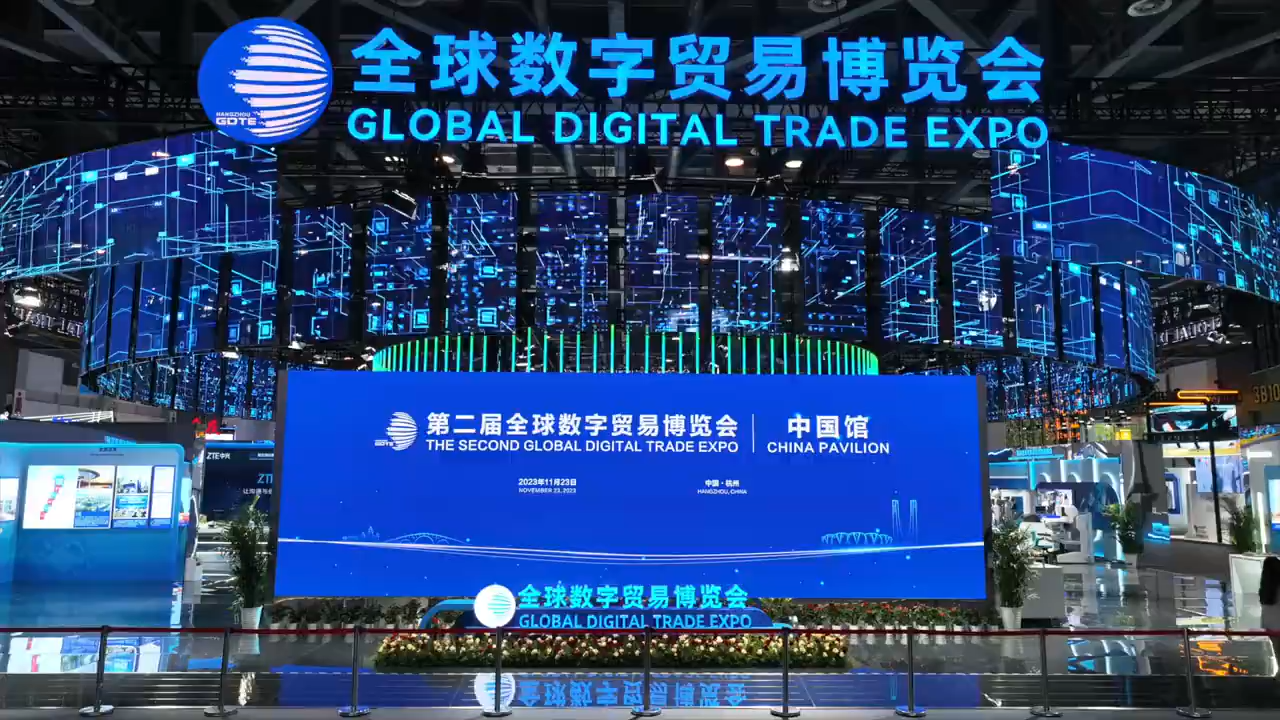 全球数字贸易博览会
GLOBAL DIGITAL TRADE EXPO
HANGZHOU
GDTE
第二届全球数字贸易博览会
THE SECOND GLOBAL DIGITAL TRADE EXPO
中国馆
CHINA PAVILION
GDTE
2023年11月23日
NOVEMBER 23, 2023
中国·杭州
HANGZHOU, CHINA
ZTE中兴
全球数字贸易博览会
GLOBAL DIGITAL TRADE EXPO